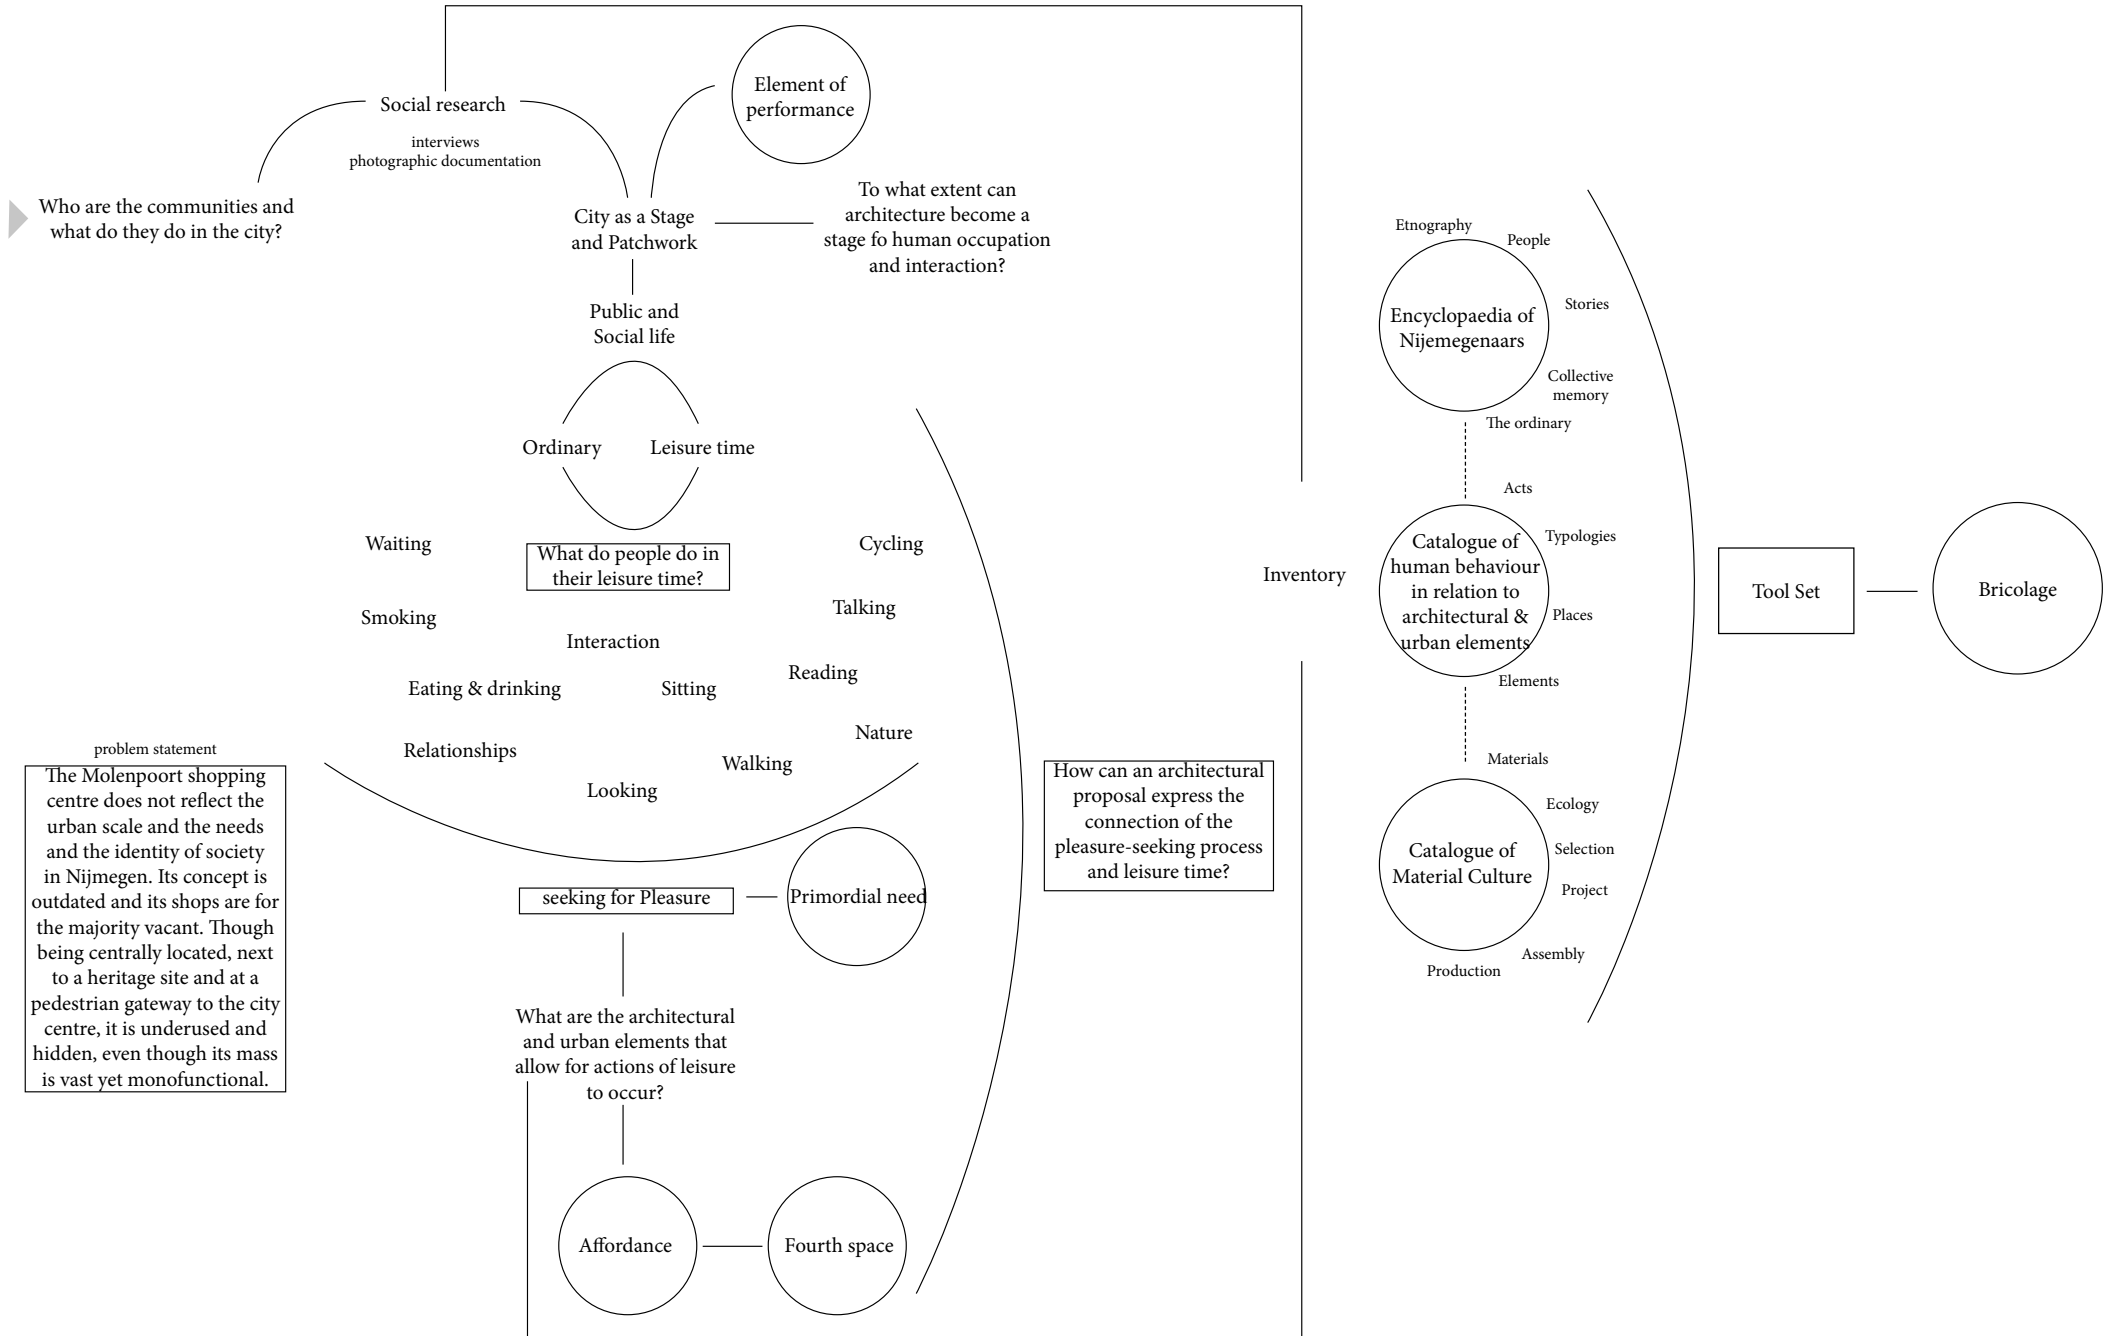 Element of
performance
Social research
interviews
photographic documentation
Who are the communities and
what do they do in the city?
City as a Stage
and Patchwork
To what extent can
architecture become a
stage fo human occupation
and interaction?
Public and
Social life
Ordinary
Leisure time
What do people do in
their leisure time?
Waiting
Cycling
Smoking
Talking
Interaction
Reading
Eating & drinking
Sitting
Nature
Relationships
Walking
Looking
problem statement
The Molenpoort shopping
centre does not reflect the
urban scale and the needs
and the identity of society
in Nijmegen. Its concept is
outdated and its shops are for
the majority vacant. Though
being centrally located, next
to a heritage site and at a
pedestrian gateway to the city
centre, it is underused and
hidden, even though its mass
is vast yet monofunctional.
seeking for Pleasure
Primordial need
What are the architectural
and urban elements that
allow for actions of leisure
to occur?
Affordance
Fourth space
How can an architectural
proposal express the
connection of the
pleasure-seeking process
and leisure time?
Inventory
Etnography
People
Encyclopaedia of
Nijemegenaars
Stories
Collective
memory
The ordinary
Acts
Typologies
Catalogue of
human behaviour
in relation to
architectural &
urban elements
Places
Elements
Materials
Ecology
Catalogue of
Material Culture
Selection
Project
Assembly
Production
Tool Set
Bricolage